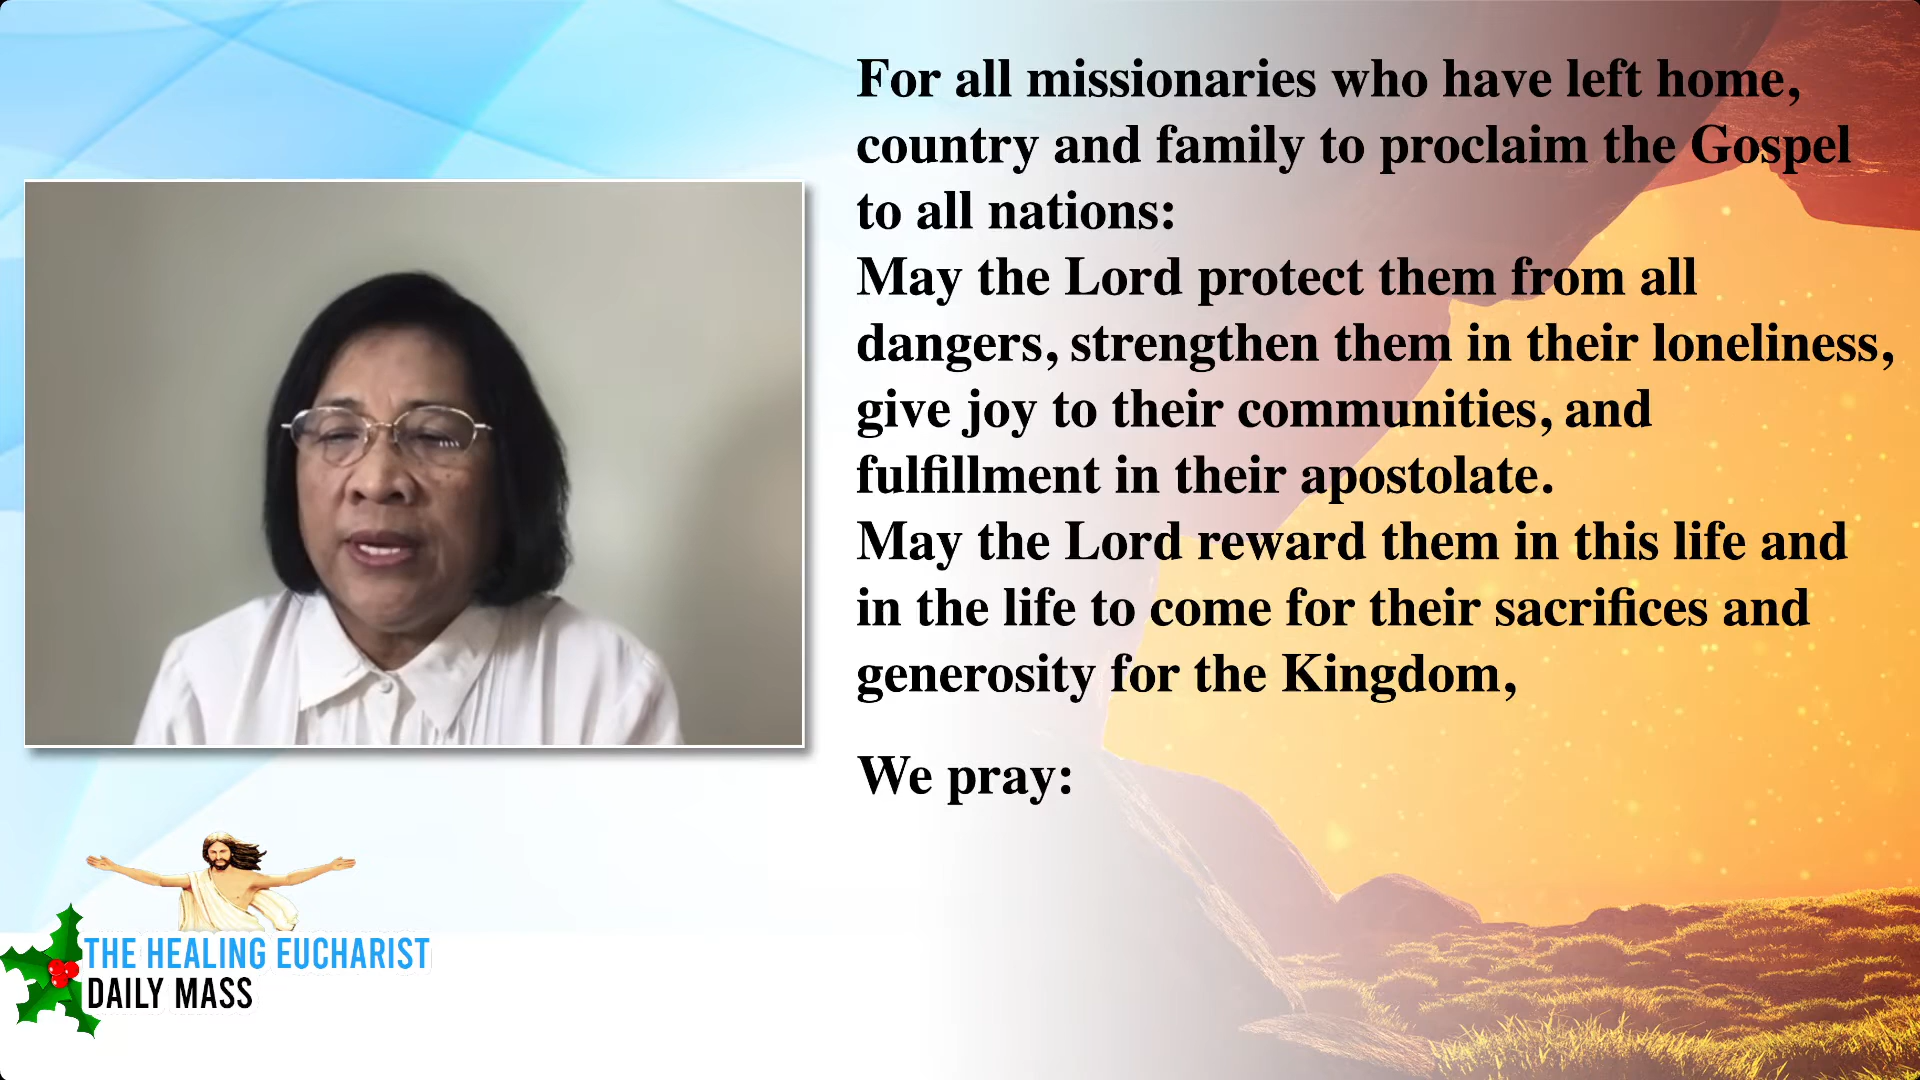 For all missionaries who have left home,
country and family to proclaim the Gospel
to all nations:
May the Lord protect them from all
dangers, strengthen them in their loneliness,
give joy to their communities, and
fulfillment in their apostolate.
May the Lord reward them in this life and
in the life to come for their sacrifices and
generosity for the Kingdom,
We pray:
THE HEALING EUCHARIST
DAILY MASS